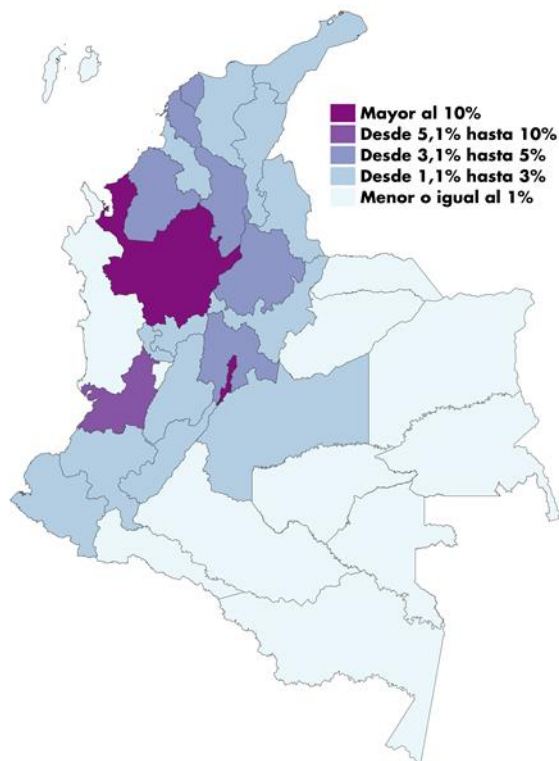 Mayor al 10%
Desde 5,1% hasta 10%
Desde 3,1% hasta 5%
Desde 1,1% hasta 3%
Menor o igual al 1%